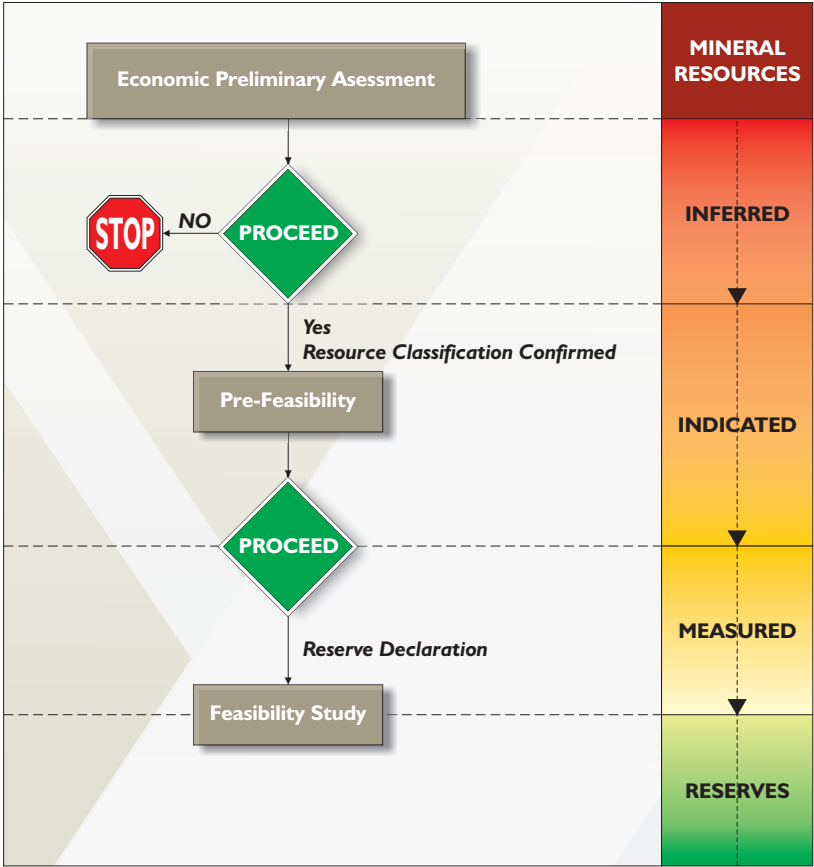 MINERAL
RESOURCES
Economic Preliminary Asessment
STOP
NO
PROCEED
INFERRED
Yes
Resource Classification Confirmed
Pre-Feasibility
INDICATED
PROCEED
MEASURED
Reserve Declaration
Feasibility Study
RESERVES